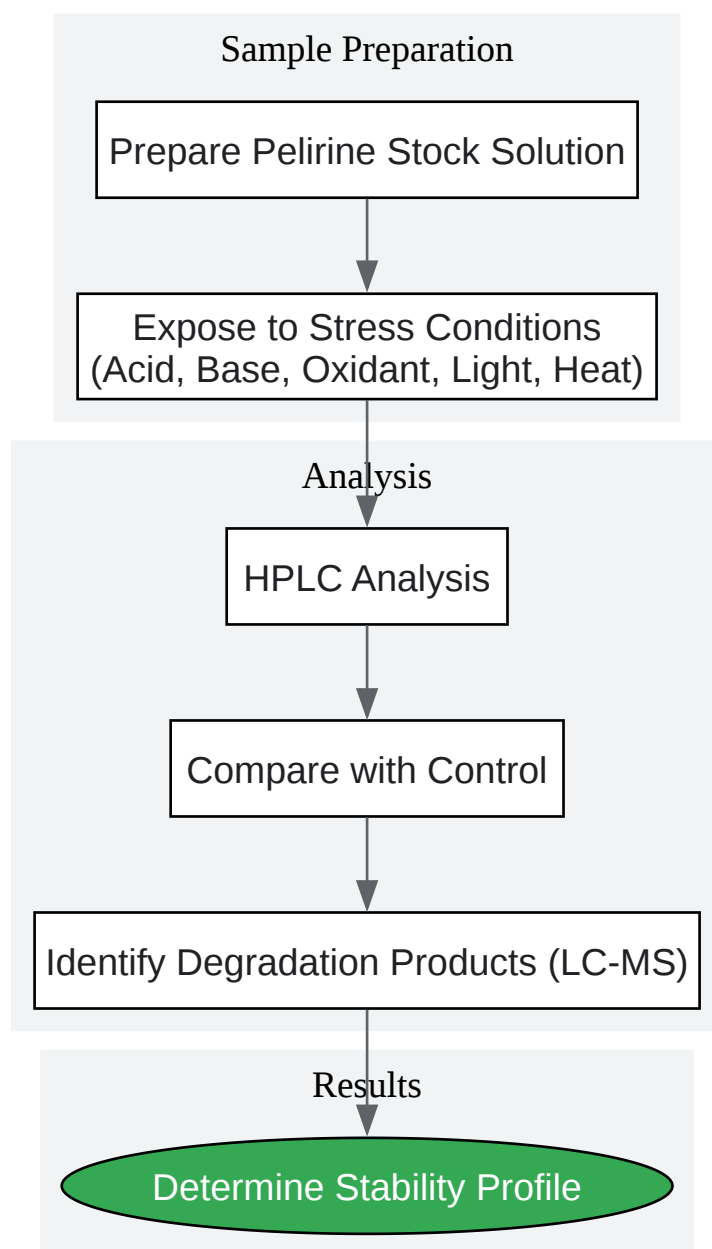 Sample Preparation
Prepare Pelirine Stock Solution
Expose to Stress Conditions
(Acid, Base, Oxidant, Light, Heat)
Analysis
HPLC Analysis
Compare with Control
Identify Degradation Products (LC-MS)
Results
Determine Stability Profile